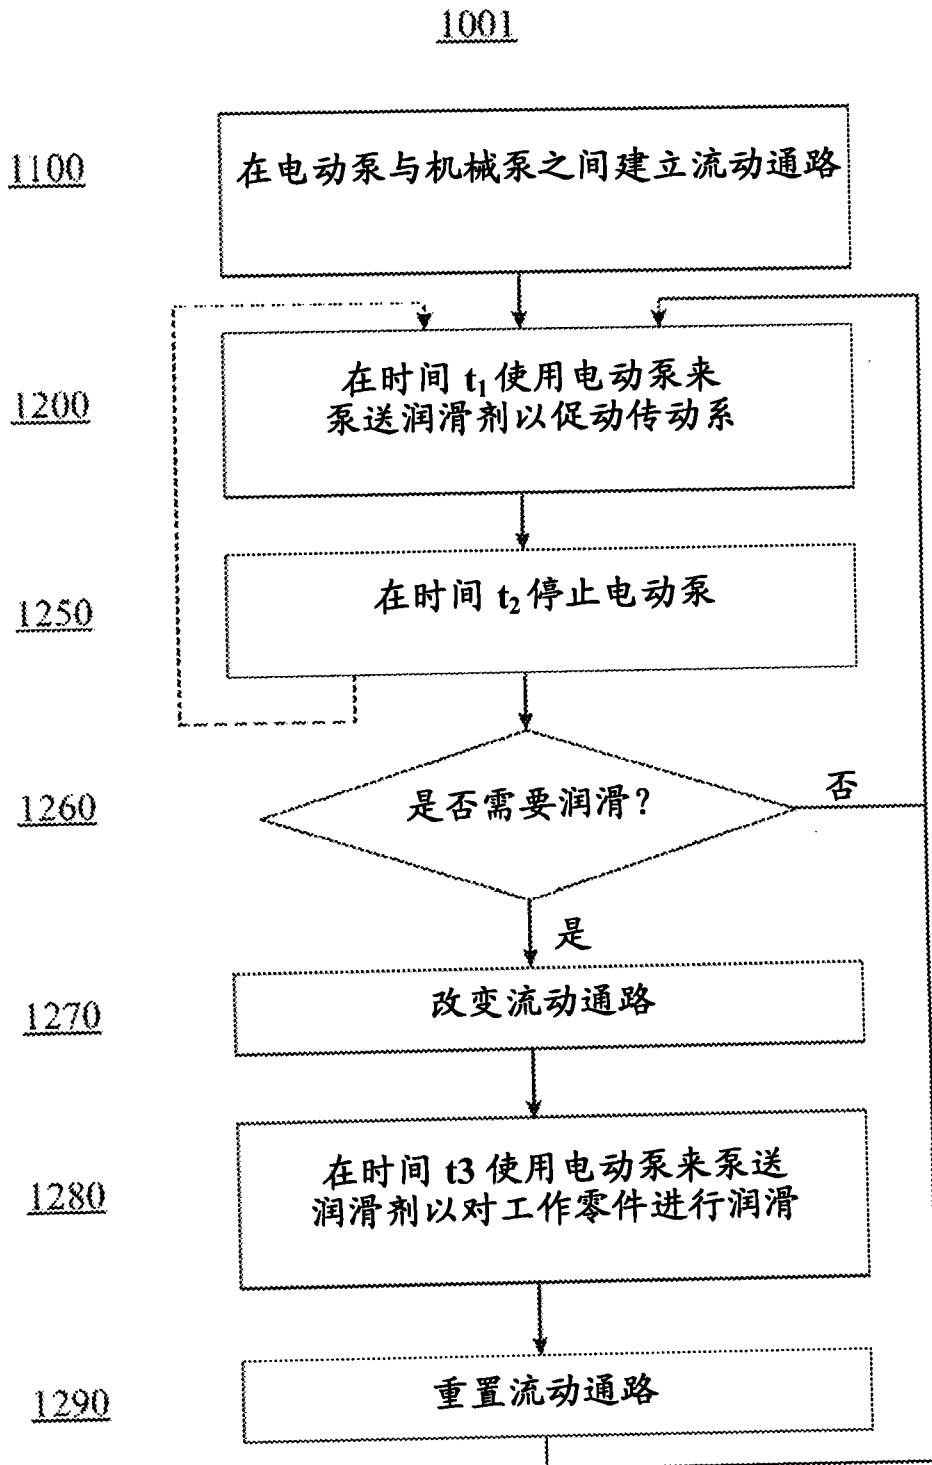 1001
1100
在电动泵与机械泵之间建立流动通路
1200
在时间 t₁ 使用电动泵来
泵送润滑剂以促动传动系
1250
在时间 t₂ 停止电动泵
1260
是否需要润滑？
否
是
1270
改变流动通路
1280
在时间 t3 使用电动泵来泵送
润滑剂以对工作零件进行润滑
1290
重置流动通路